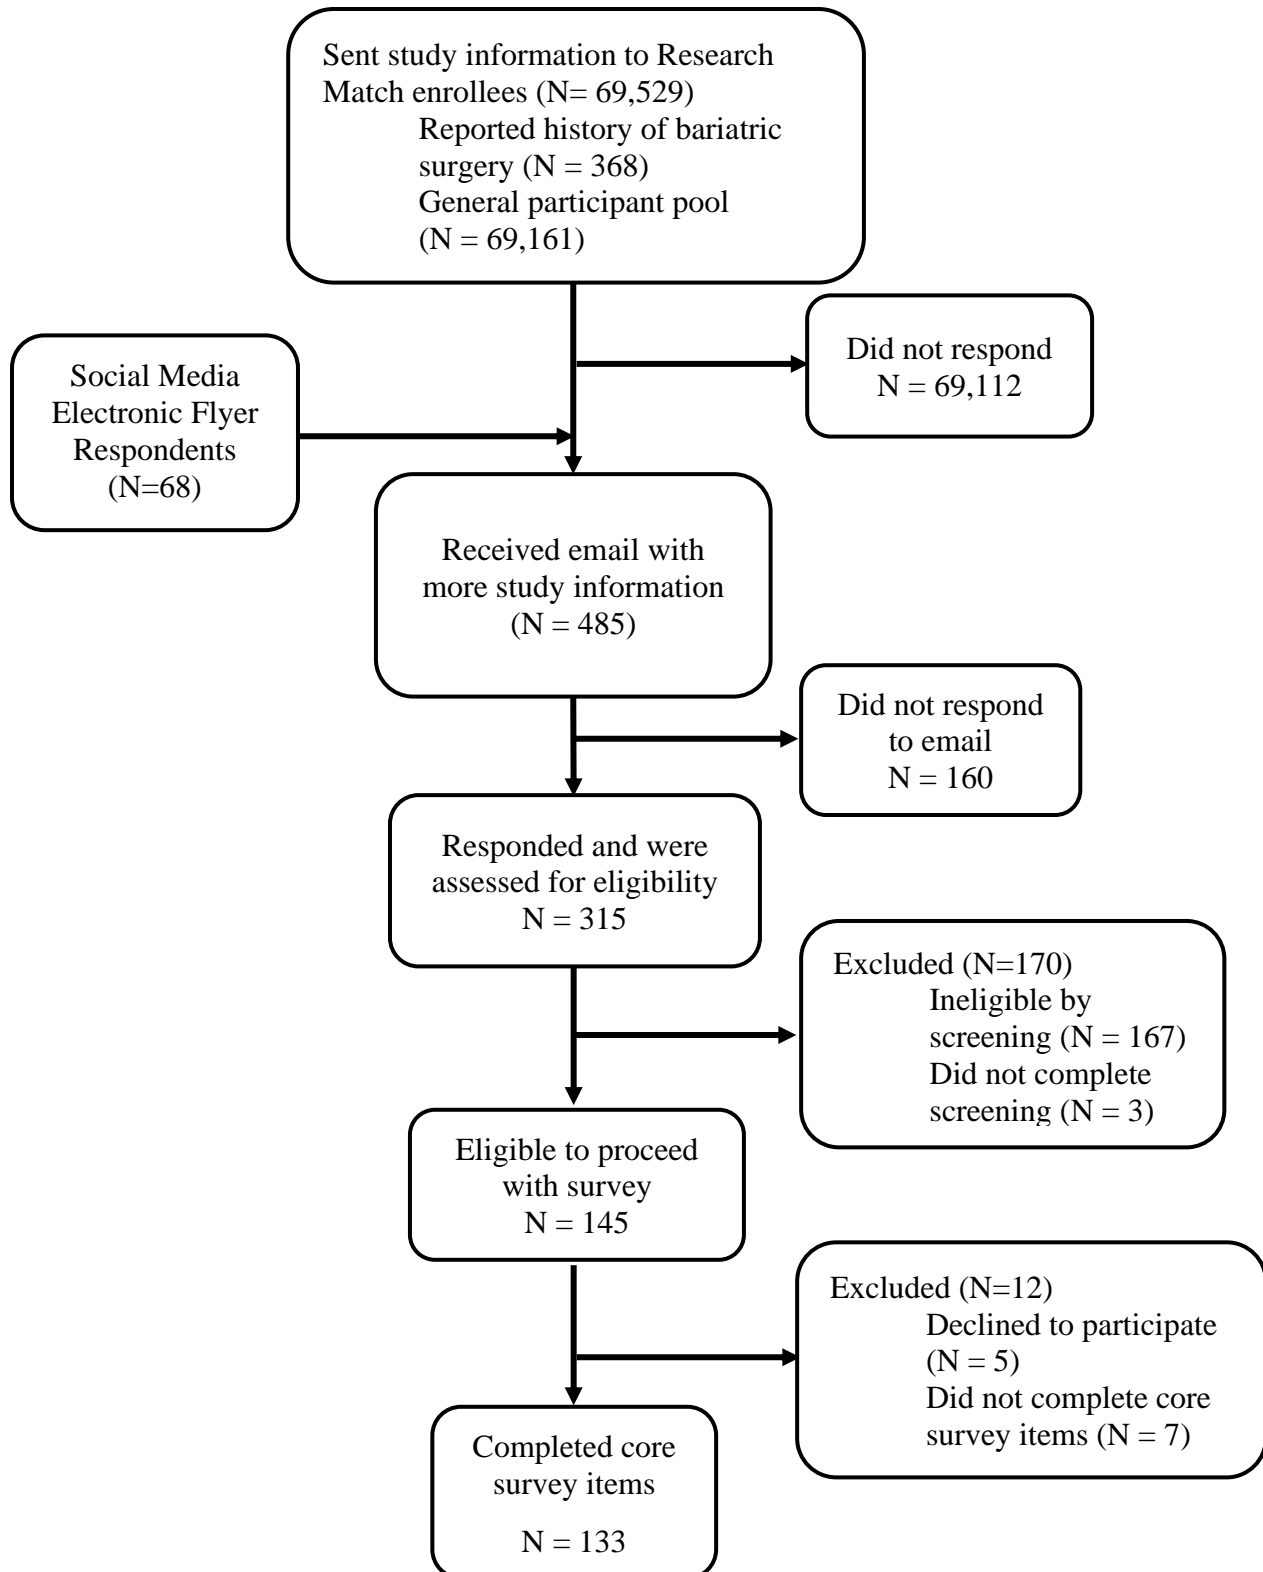 Sent study information to Research
Match enrollees (N= 69,529)
Reported history of bariatric
surgery (N = 368)
General participant pool
(N = 69,161)
Did not respond
N = 69,112
Social Media
Electronic Flyer
Respondents
(N=68)
Received email with
more study information
(N = 485)
Did not respond
to email
N = 160
Responded and were
assessed for eligibility
N = 315
Excluded (N=170)
Ineligible by
screening (N = 167)
Did not complete
screening (N = 3)
Eligible to proceed
with survey
N = 145
Excluded (N=12)
Declined to participate
(N = 5)
Did not complete core
survey items (N = 7)
Completed core
survey items
N = 133